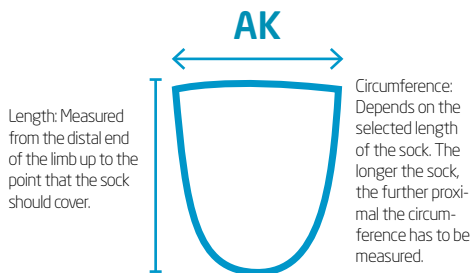 AK
Length: Measured
from the distal end
of the limb up to the
point that the sock
should cover.
Circumference:
Depends on the
selected length
of the sock. The
longer the sock,
the further proxi-
mal the circum-
ference has to be
measured.